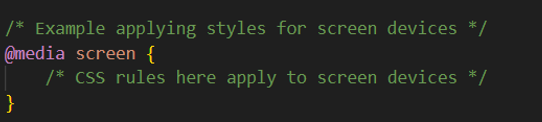 /* Example applying styles for screen devices */
@media screen {
    /* CSS rules here apply to screen devices */
}